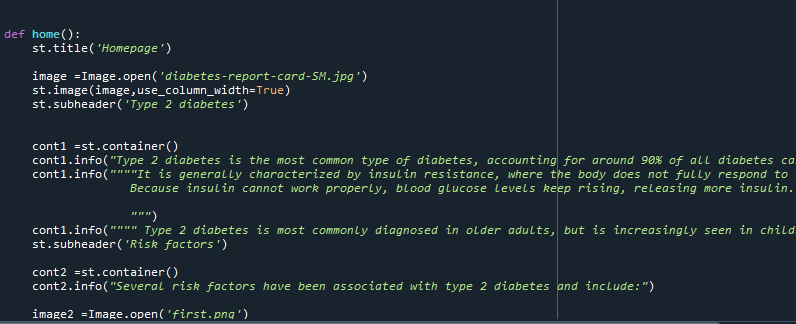 def home():
st.title('Homepage')
image =Image.open('diabetes-report-card-SM.jpg')
st.image(image,use_column_width=True)
st.subheader('Type 2 diabetes')
cont1 =st.container()
cont1.info("Type 2 diabetes is the most common type of diabetes, accounting for around 90% of all diabetes ca
cont1.info(""""It is generally characterized by insulin resistance, where the body does not fully respond to
Because insulin cannot work properly, blood glucose levels keep rising, releasing more insulin.
""")
cont1.info(""""  Type 2 diabetes is most commonly diagnosed in older adults, but is increasingly seen in child
st.subheader('Risk factors')
cont2 =st.container()
cont2.info("Several risk factors have been associated with type 2 diabetes and include:")
image2 =Image.open('first.png')